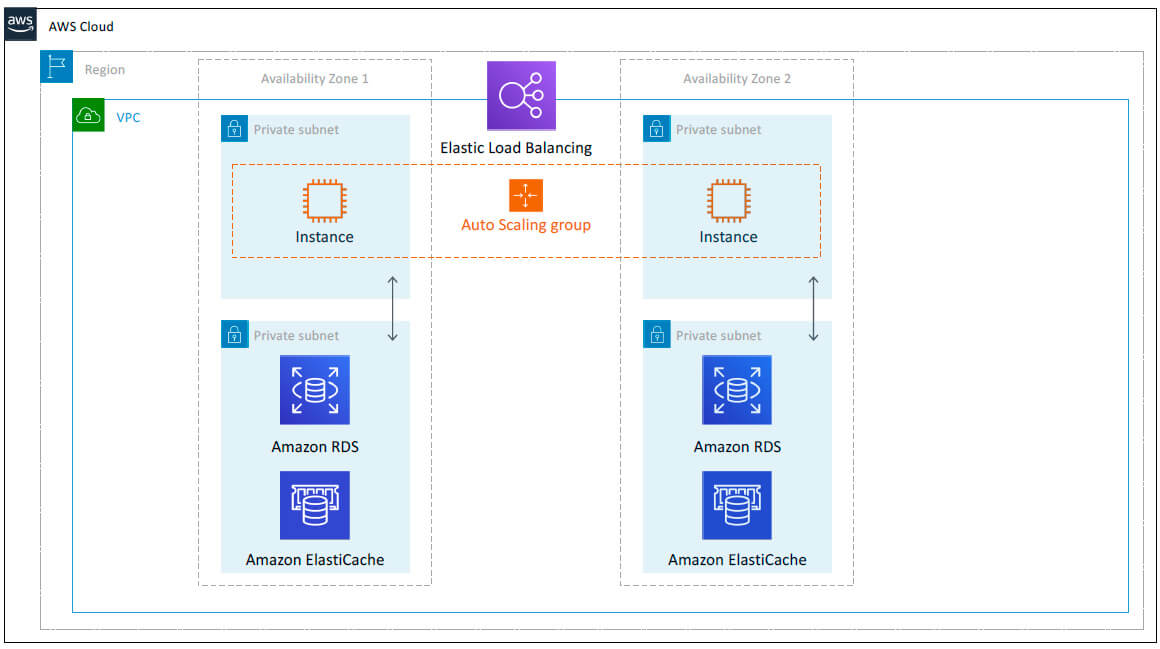 aws
AWS Cloud
Region
Availability Zone 1
Availability Zone 2
VPC
Private subnet
Private subnet
Elastic Load Balancing
Auto Scaling group
Instance
Instance
Private subnet
Private subnet
Amazon RDS
Amazon RDS
Amazon ElastiCache
Amazon ElastiCache